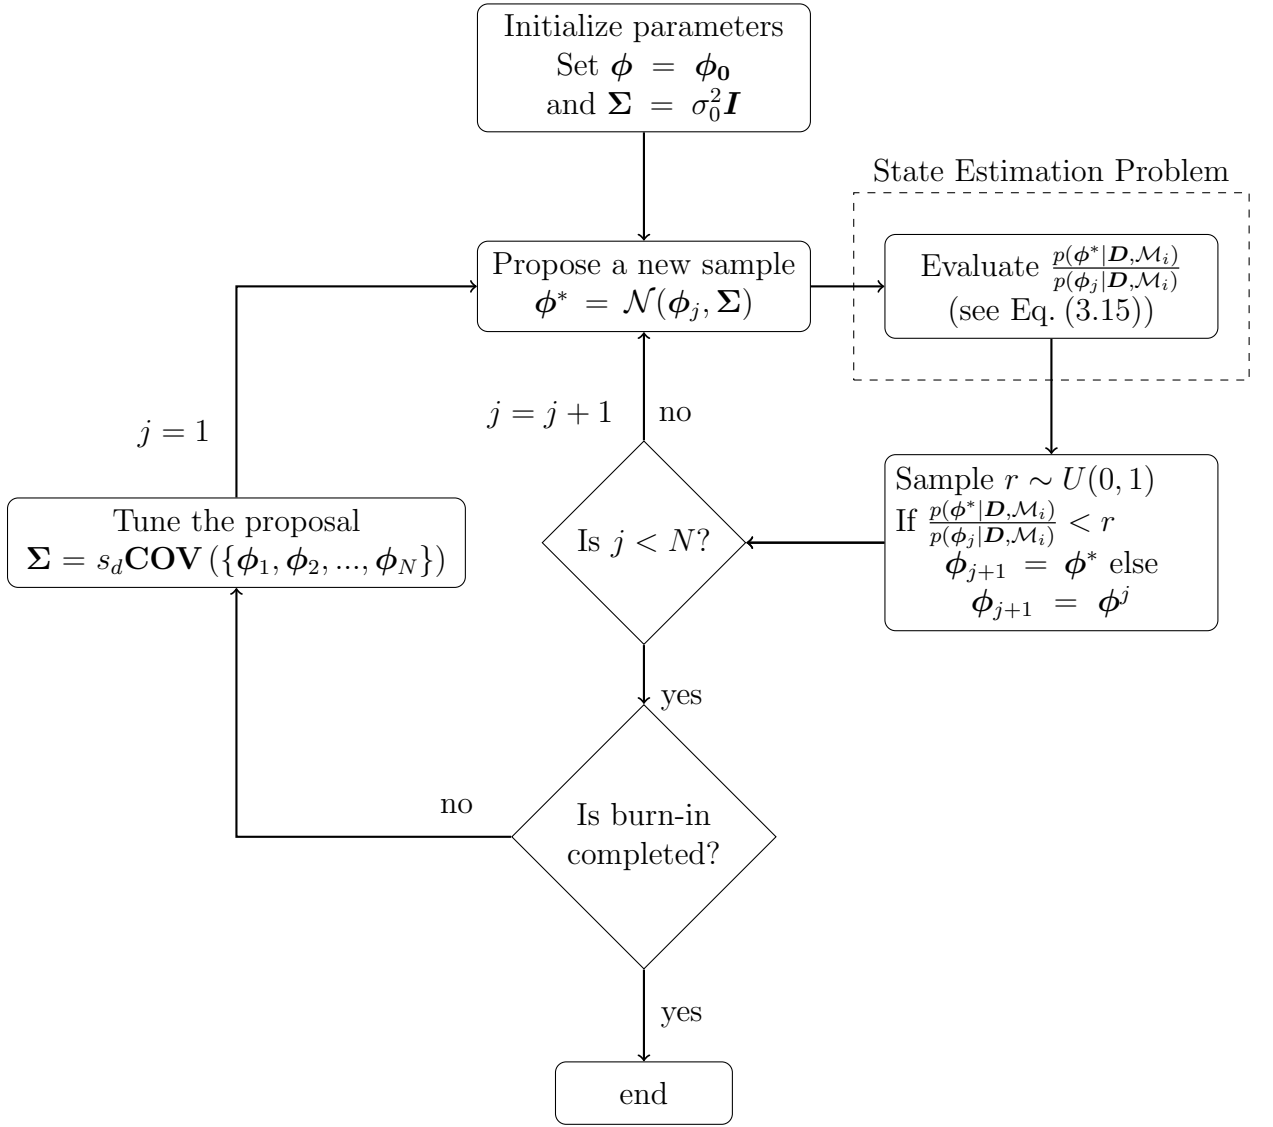 Initialize parameters
Set ϕ = ϕ₀
and Σ = σ₀²I
State Estimation Problem
Propose a new sample
ϕ* = 𝒩(ϕⱼ, Σ)
Evaluate p(ϕ*|D,ℳᵢ)/p(ϕⱼ|D,ℳᵢ)
(see Eq. (3.15))
j = j + 1
no
j = 1
Sample r ∼ U(0, 1)
If p(ϕ*|D,ℳᵢ)/p(ϕⱼ|D,ℳᵢ) < r
ϕⱼ₊₁ = ϕ* else
ϕⱼ₊₁ = ϕʲ
Tune the proposal
Σ = s_d COV ({ϕ₁, ϕ₂, ..., ϕ_N})
Is j < N?
yes
no
Is burn-in
completed?
yes
end